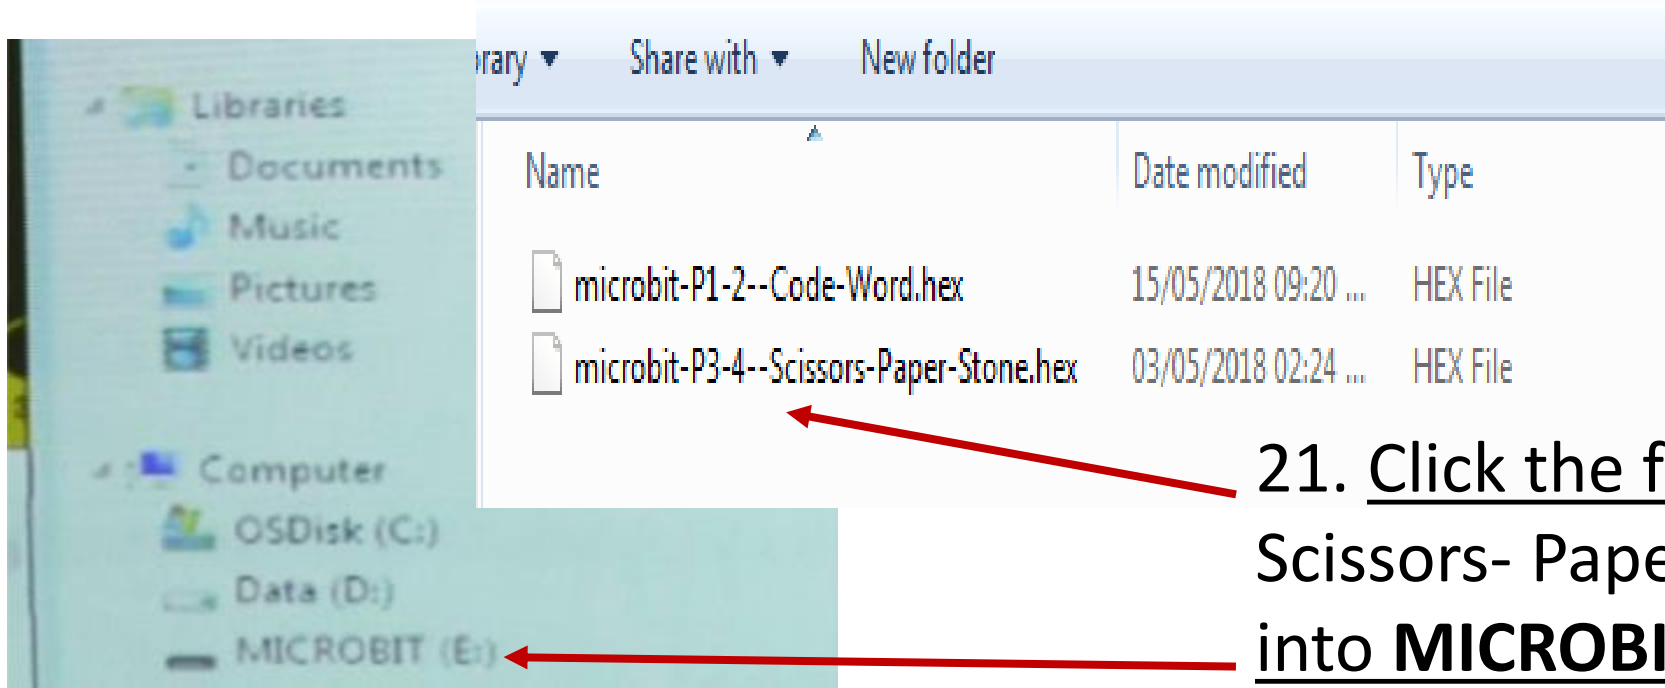 Libraries
Documents
Music
Pictures
Videos
Computer
OSDisk (C:)
Data (D:)
MICROBIT (E:)
rary Share with New folder
Name Date modified Type
microbit-P1-2--Code-Word.hex 15/05/2018 09:20 ... HEX File
microbit-P3-4--Scissors-Paper-Stone.hex 03/05/2018 02:24 ... HEX File
21. Click the f
Scissors- Pape
into MICROBI